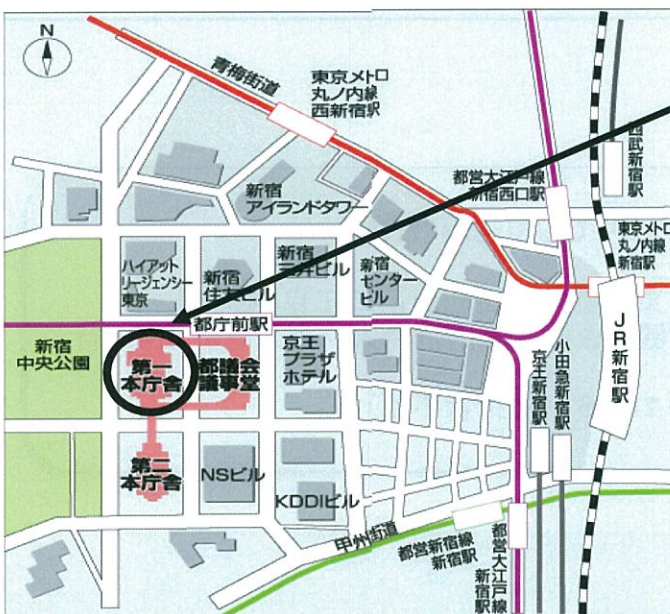 N
青梅街道
東京メトロ
丸ノ内線
西新宿駅
西武新宿駅
都営大江戸線
新宿西口駅
新宿
アイランドタワー
東京メトロ
丸ノ内線
新宿駅
ハイアット
リージェンシー
東京
新宿
住友ビル
新宿
三井ビル
新宿
センター
ビル
都庁前駅
JR新宿駅
新宿
中央公園
第一
本庁舎
都議会
議事堂
京王
プラザ
ホテル
小田急新宿駅
京王新宿駅
第二
本庁舎
NSビル
KDDIビル
甲州街道
都営新宿線
新宿駅
都営大江戸線
新宿駅